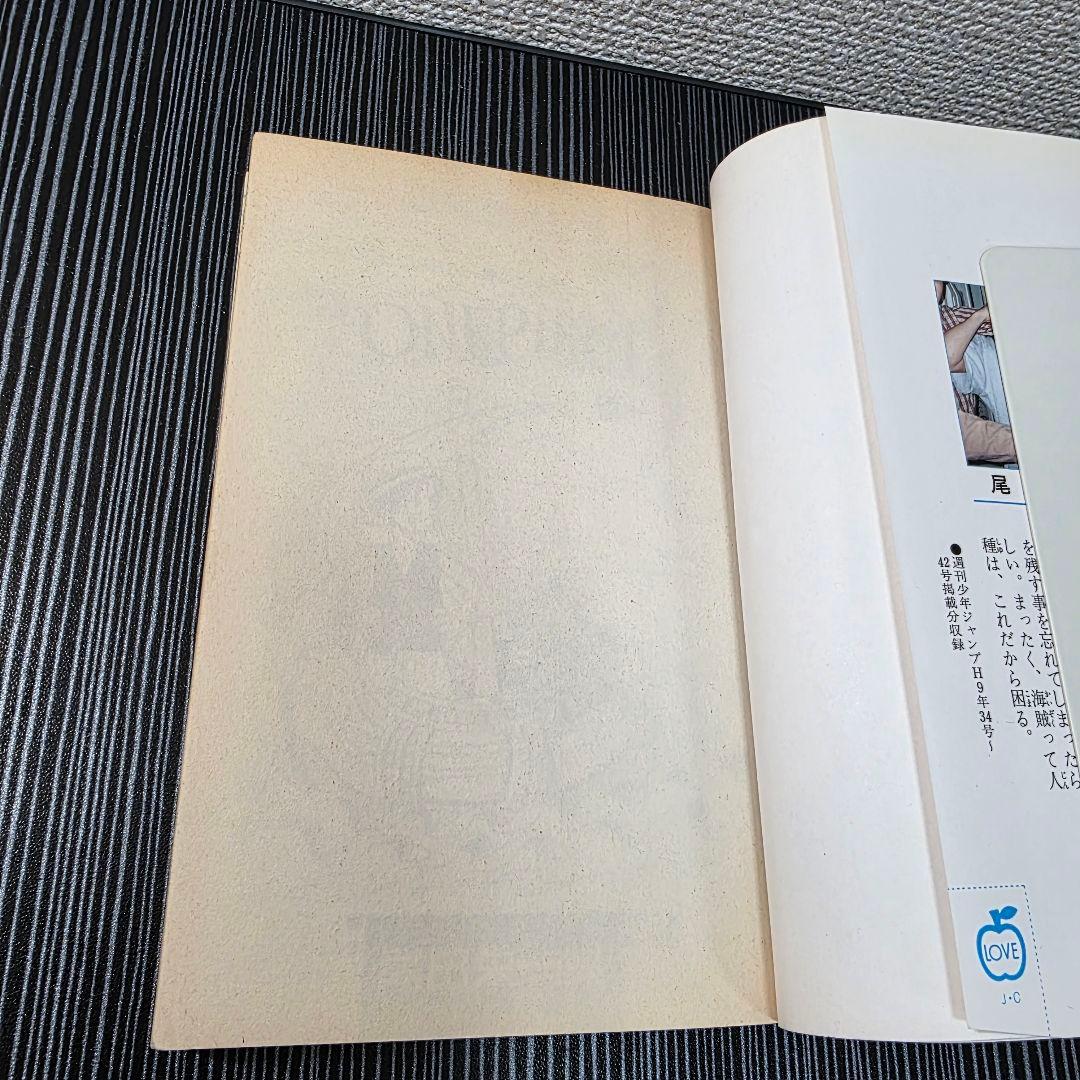 尾
を残す事を忘れてしまったら
しい。まったく、海賊って人
種は、これだから困る。
●週刊少年ジャンプH9年34号~
42号掲載分収録
LOVE
J・C